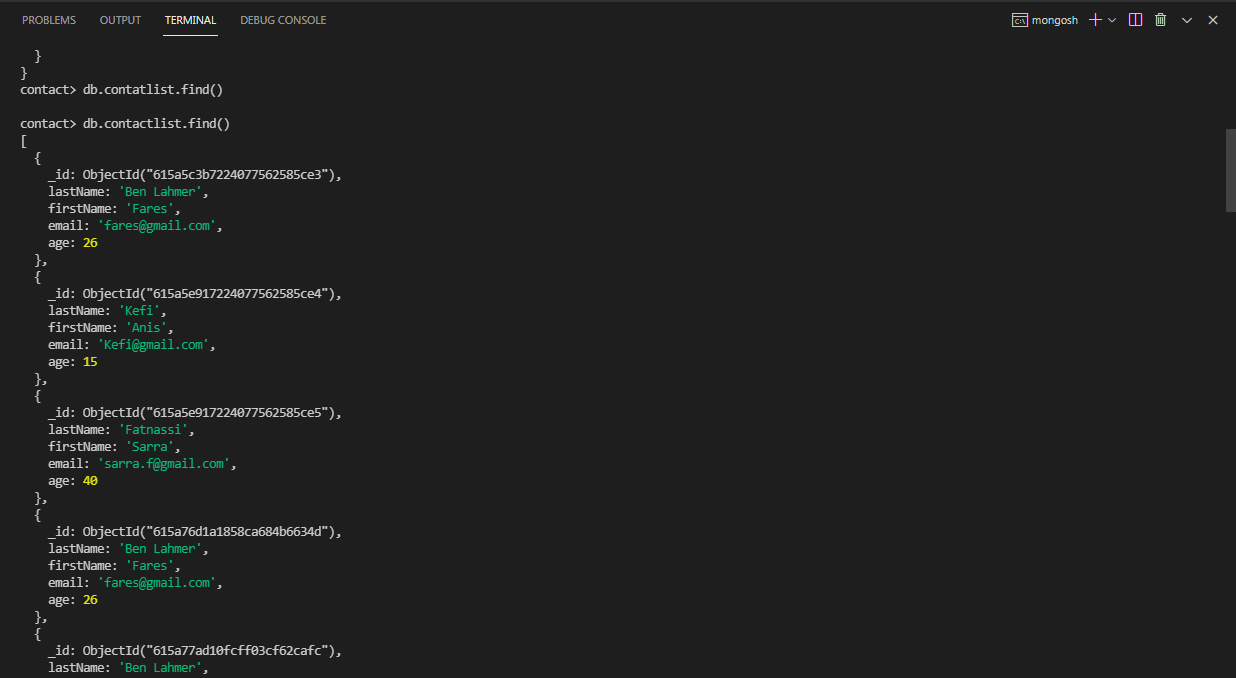 PROBLEMS OUTPUT TERMINAL DEBUG CONSOLE mongosh
}
}
contact> db.contatlist.find()
contact> db.contactlist.find()
[
{
_id: ObjectId("615a5c3b7224077562585ce3"),
lastName: 'Ben Lahmer',
firstName: 'Fares',
email: 'fares@gmail.com',
age: 26
},
{
_id: ObjectId("615a5e917224077562585ce4"),
lastName: 'Kefi',
firstName: 'Anis',
email: 'Kefi@gmail.com',
age: 15
},
{
_id: ObjectId("615a5e917224077562585ce5"),
lastName: 'Fatnassi',
firstName: 'Sarra',
email: 'sarra.f@gmail.com',
age: 40
},
{
_id: ObjectId("615a76d1a1858ca684b6634d"),
lastName: 'Ben Lahmer',
firstName: 'Fares',
email: 'fares@gmail.com',
age: 26
},
{
_id: ObjectId("615a77ad10fcff03cf62cafc"),
lastName: 'Ben Lahmer',